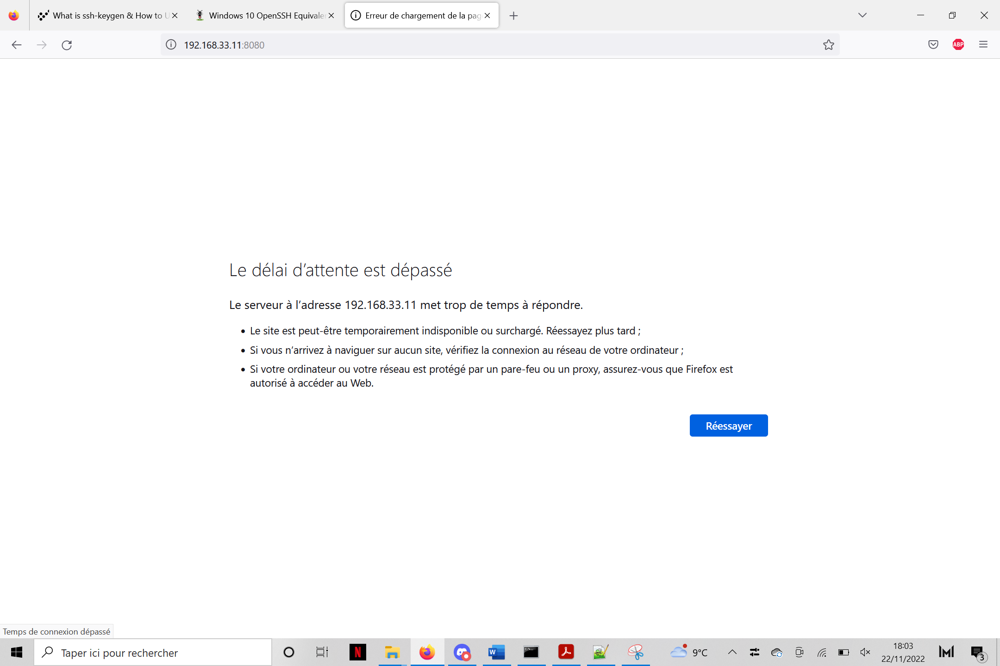 What is ssh-keygen & How to U
Windows 10 OpenSSH Equivalen
Erreur de chargement de la pag
192.168.33.11:8080
ABP
Le délai d’attente est dépassé
Le serveur à l’adresse 192.168.33.11 met trop de temps à répondre.
• Le site est peut-être temporairement indisponible ou surchargé. Réessayez plus tard ;
• Si vous n’arrivez à naviguer sur aucun site, vérifiez la connexion au réseau de votre ordinateur ;
• Si votre ordinateur ou votre réseau est protégé par un pare-feu ou un proxy, assurez-vous que Firefox est
autorisé à accéder au Web.
Réessayer
Temps de connexion dépassé
Taper ici pour rechercher
N
W
9°C
18:03
22/11/2022
3